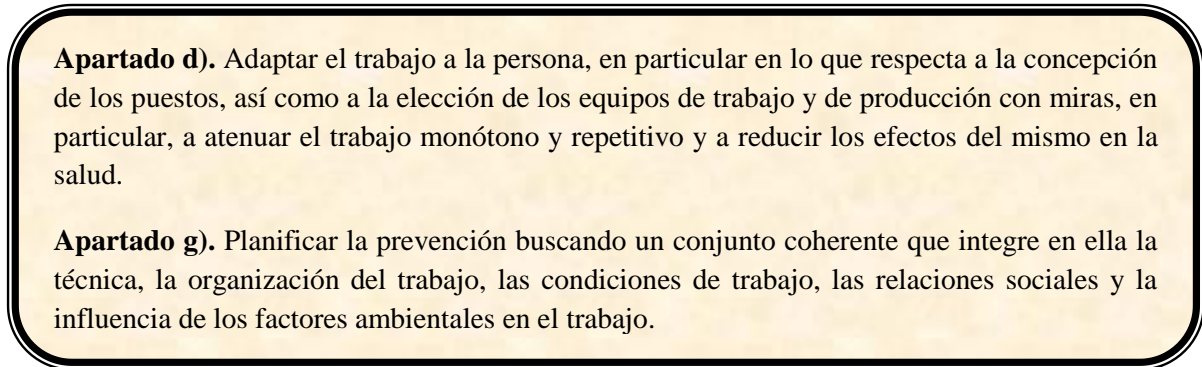 Apartado d). Adaptar el trabajo a la persona, en particular en lo que respecta a la concepción
de los puestos, así como a la elección de los equipos de trabajo y de producción con miras, en
particular, a atenuar el trabajo monótono y repetitivo y a reducir los efectos del mismo en la
salud.
Apartado g). Planificar la prevención buscando un conjunto coherente que integre en ella la
técnica, la organización del trabajo, las condiciones de trabajo, las relaciones sociales y la
influencia de los factores ambientales en el trabajo.